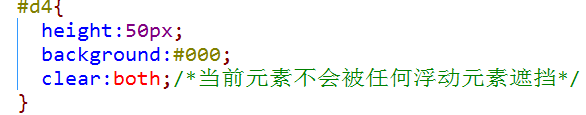 #d4{
height:50px;
background:#000;
clear:both;/*当前元素不会被任何浮动元素遮挡*/
}